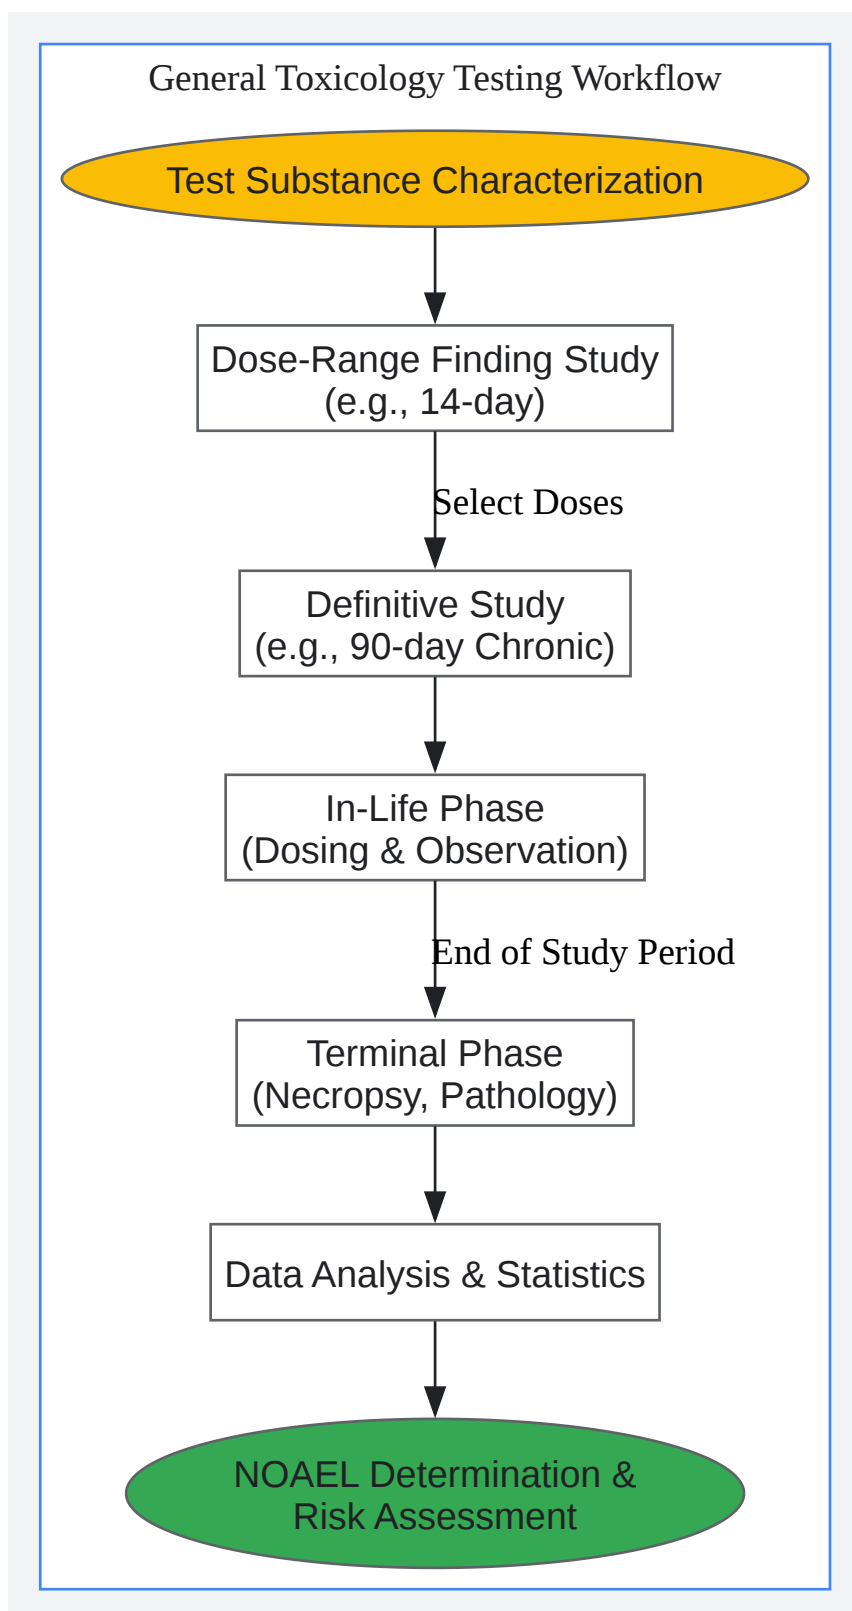 General Toxicology Testing Workflow
Test Substance Characterization
Dose-Range Finding Study
(e.g., 14-day)
Select Doses
Definitive Study
(e.g., 90-day Chronic)
In-Life Phase
(Dosing & Observation)
End of Study Period
Terminal Phase
(Necropsy, Pathology)
Data Analysis & Statistics
NOAEL Determination &
Risk Assessment